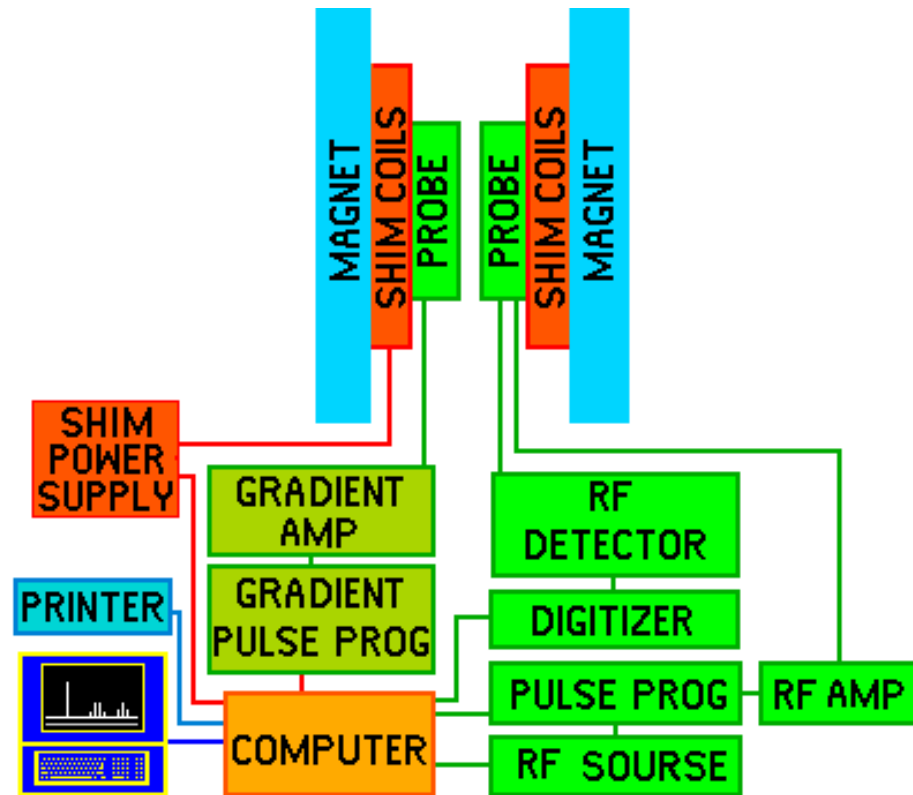 MAGNET
SHIM COILS
PROBE
PROBE
SHIM COILS
MAGNET
SHIM
POWER
SUPPLY
GRADIENT
AMP
RF
DETECTOR
PRINTER
GRADIENT
PULSE PROG
DIGITIZER
COMPUTER
PULSE PROG
RF AMP
RF SOURSE